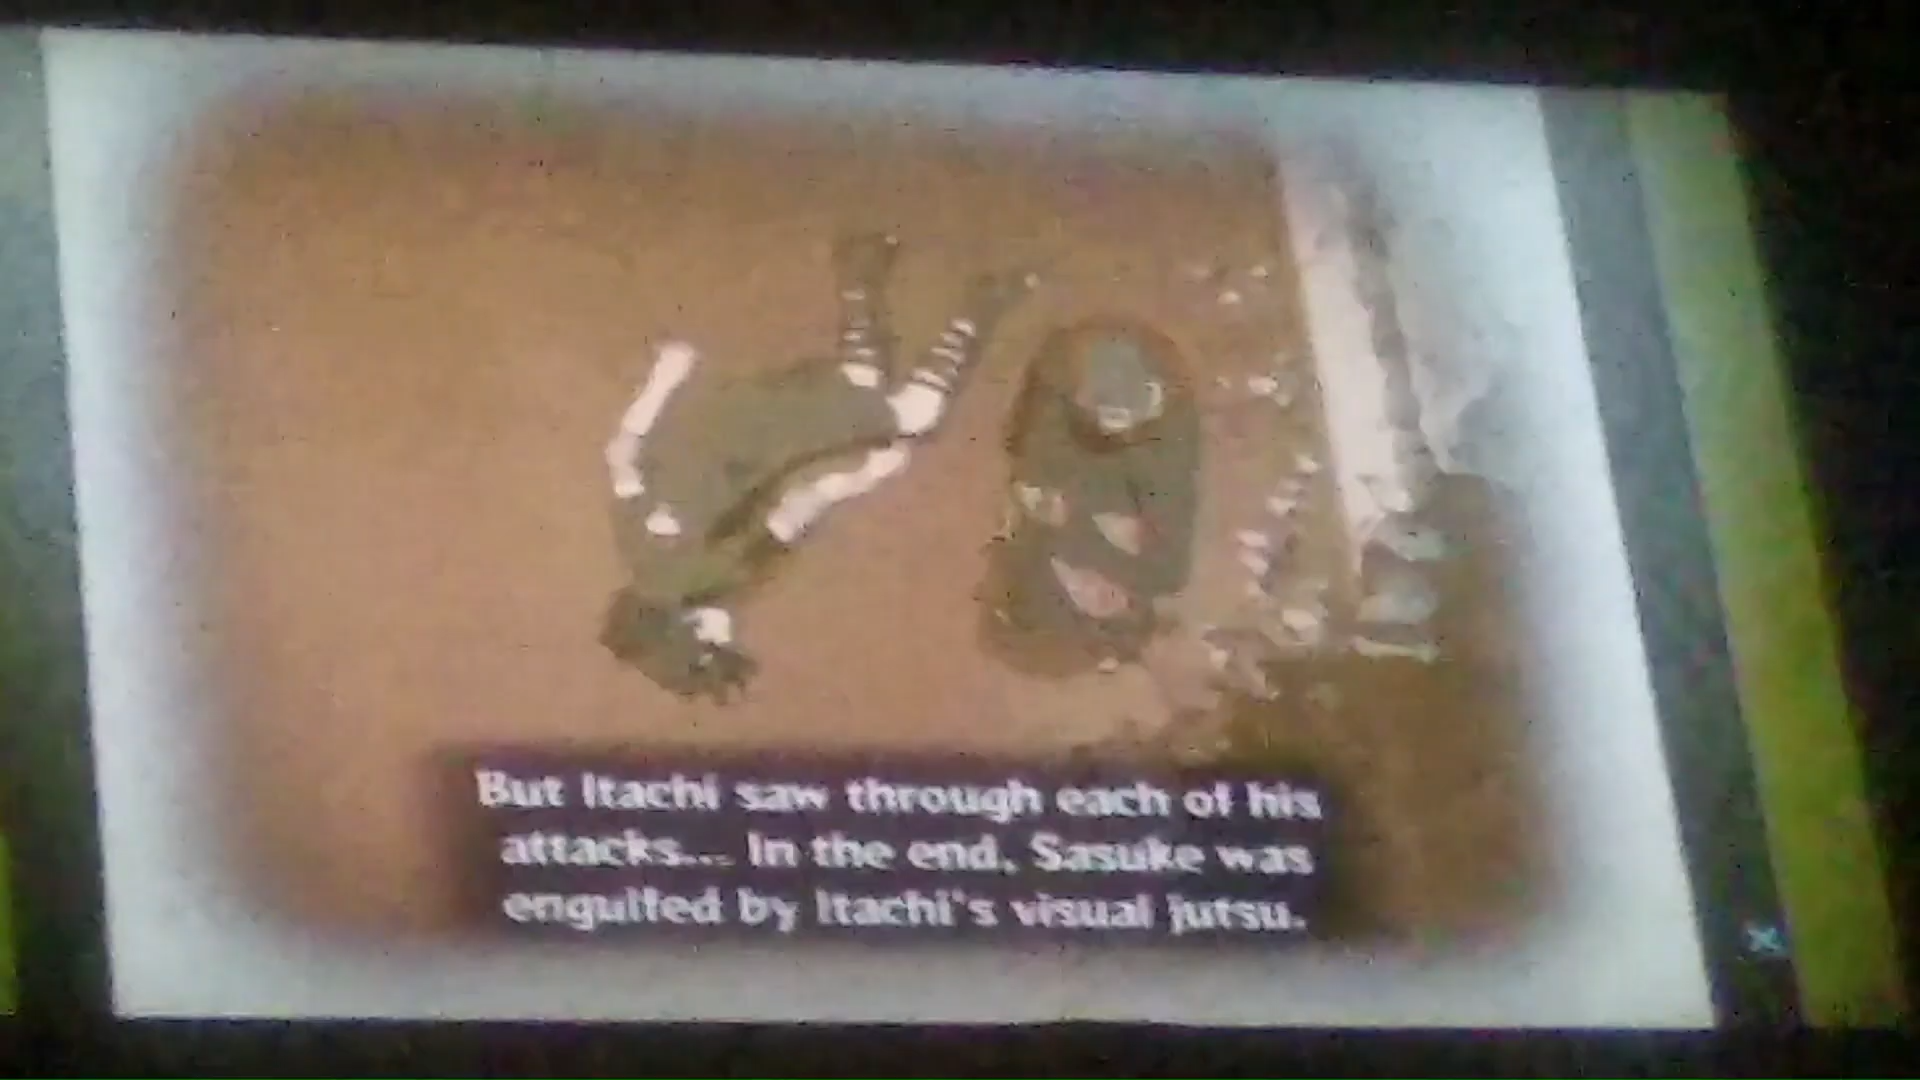 But Itachi saw through each of his
attacks... In the end, Sasuke was
engulfed by Itachi's visual jutsu.